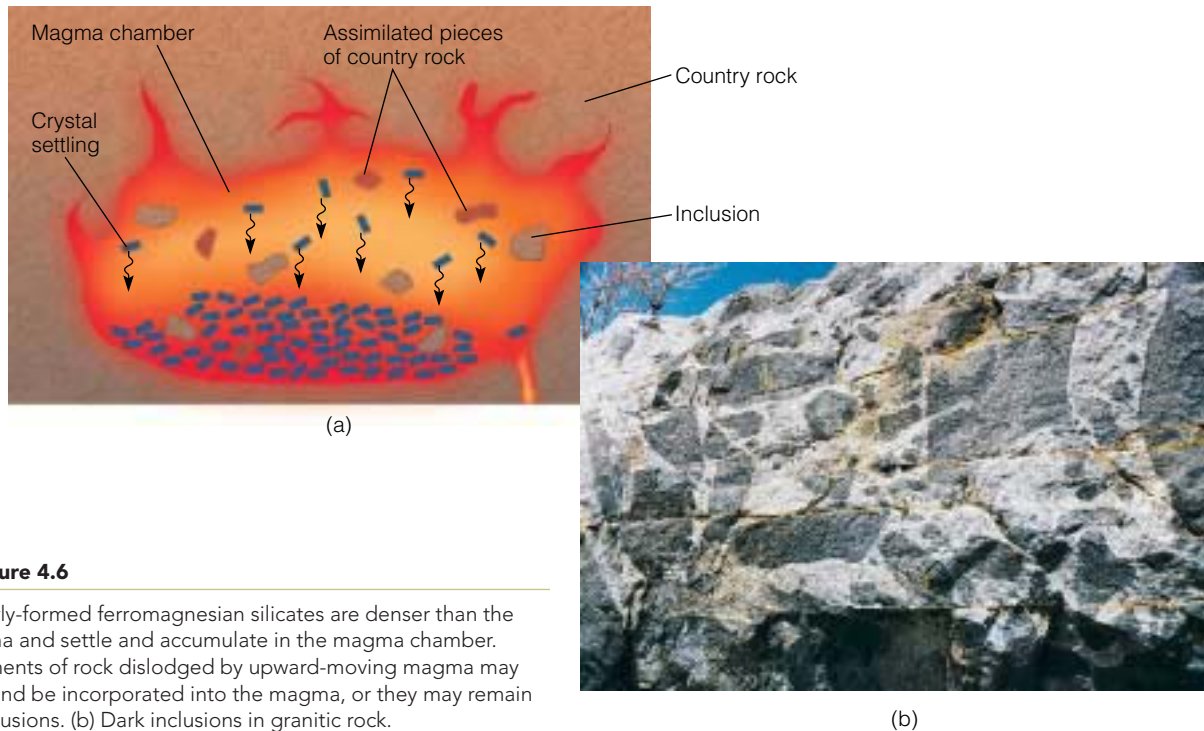 Magma chamber
Assimilated pieces
of country rock
Country rock
Crystal
settling
Inclusion
(a)
ure 4.6
ly-formed ferromagnesian silicates are denser than the
and settle and accumulate in the magma chamber.
ents of rock dislodged by upward-moving magma may
nd be incorporated into the magma, or they may remain
usions. (b) Dark inclusions in granitic rock.
(b)